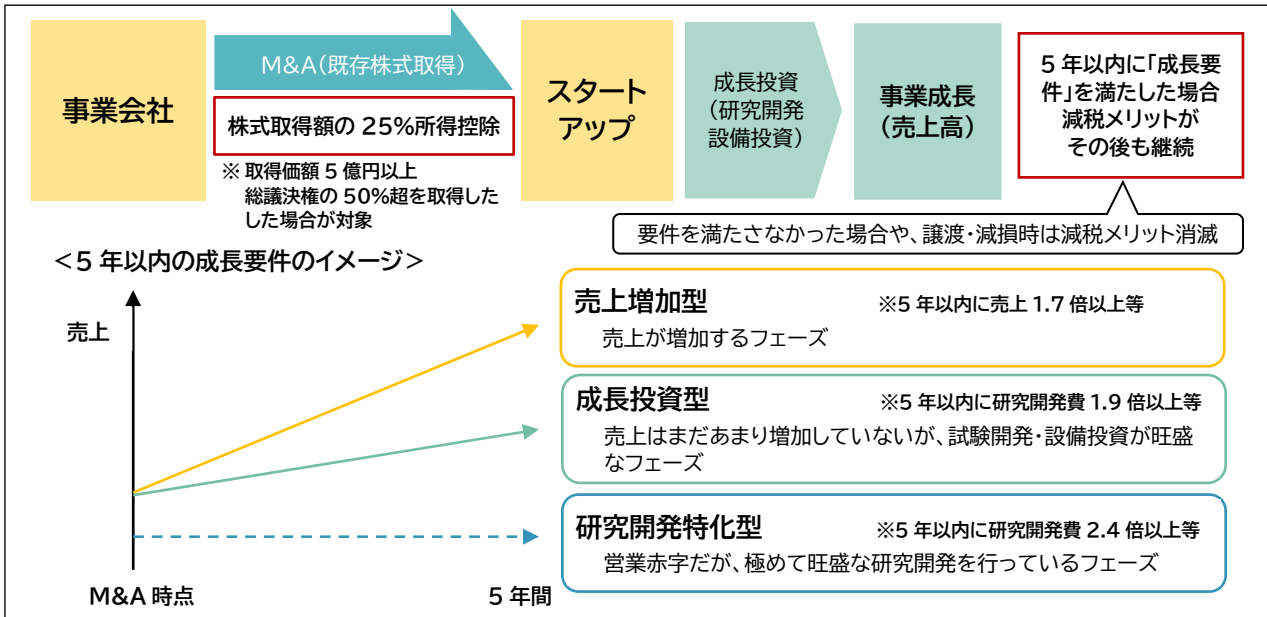 事業会社
M&A(既存株式取得)
株式取得額の 25%所得控除
※ 取得価額 5 億円以上
総議決権の 50%超を取得した
した場合が対象
スタート
アップ
成長投資
(研究開発
設備投資)
事業成長
(売上高)
5 年以内に「成長要
件」を満たした場合
減税メリットが
その後も継続
要件を満たさなかった場合や、譲渡・減損時は減税メリット消滅
<5 年以内の成長要件のイメージ>
売上
売上増加型
※5 年以内に売上 1.7 倍以上等
売上が増加するフェーズ
成長投資型
※5 年以内に研究開発費 1.9 倍以上等
売上はまだあまり増加していないが、試験開発・設備投資が旺盛
なフェーズ
研究開発特化型
※5 年以内に研究開発費 2.4 倍以上等
営業赤字だが、極めて旺盛な研究開発を行っているフェーズ
M&A 時点
5 年間